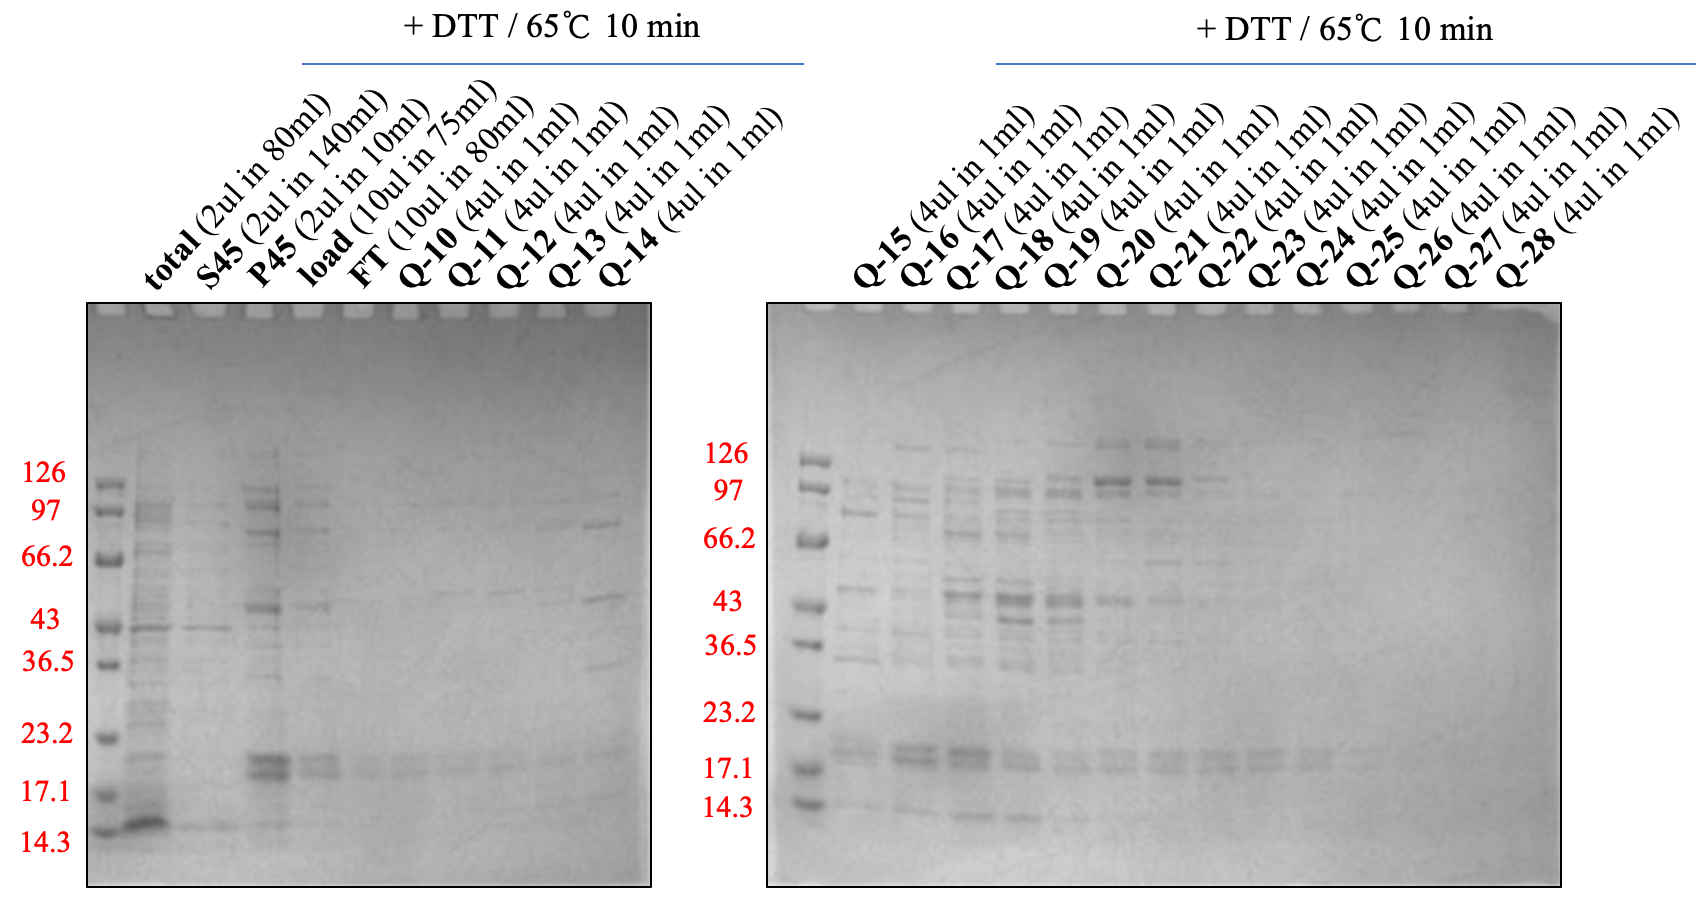 + DTT / 65℃ 10 min
total (2ul in 80ml)
S45 (2ul in 140ml)
P45 (2ul in 10ml)
load (10ul in 75ml)
FT (10ul in 80ml)
Q-10 (4ul in 1ml)
Q-11 (4ul in 1ml)
Q-12 (4ul in 1ml)
Q-13 (4ul in 1ml)
Q-14 (4ul in 1ml)
126
97
66.2
43
36.5
23.2
17.1
14.3
+ DTT / 65℃ 10 min
Q-15 (4ul in 1ml)
Q-16 (4ul in 1ml)
Q-17 (4ul in 1ml)
Q-18 (4ul in 1ml)
Q-19 (4ul in 1ml)
Q-20 (4ul in 1ml)
Q-21 (4ul in 1ml)
Q-22 (4ul in 1ml)
Q-23 (4ul in 1ml)
Q-24 (4ul in 1ml)
Q-25 (4ul in 1ml)
Q-26 (4ul in 1ml)
Q-27 (4ul in 1ml)
Q-28 (4ul in 1ml)
126
97
66.2
43
36.5
23.2
17.1
14.3